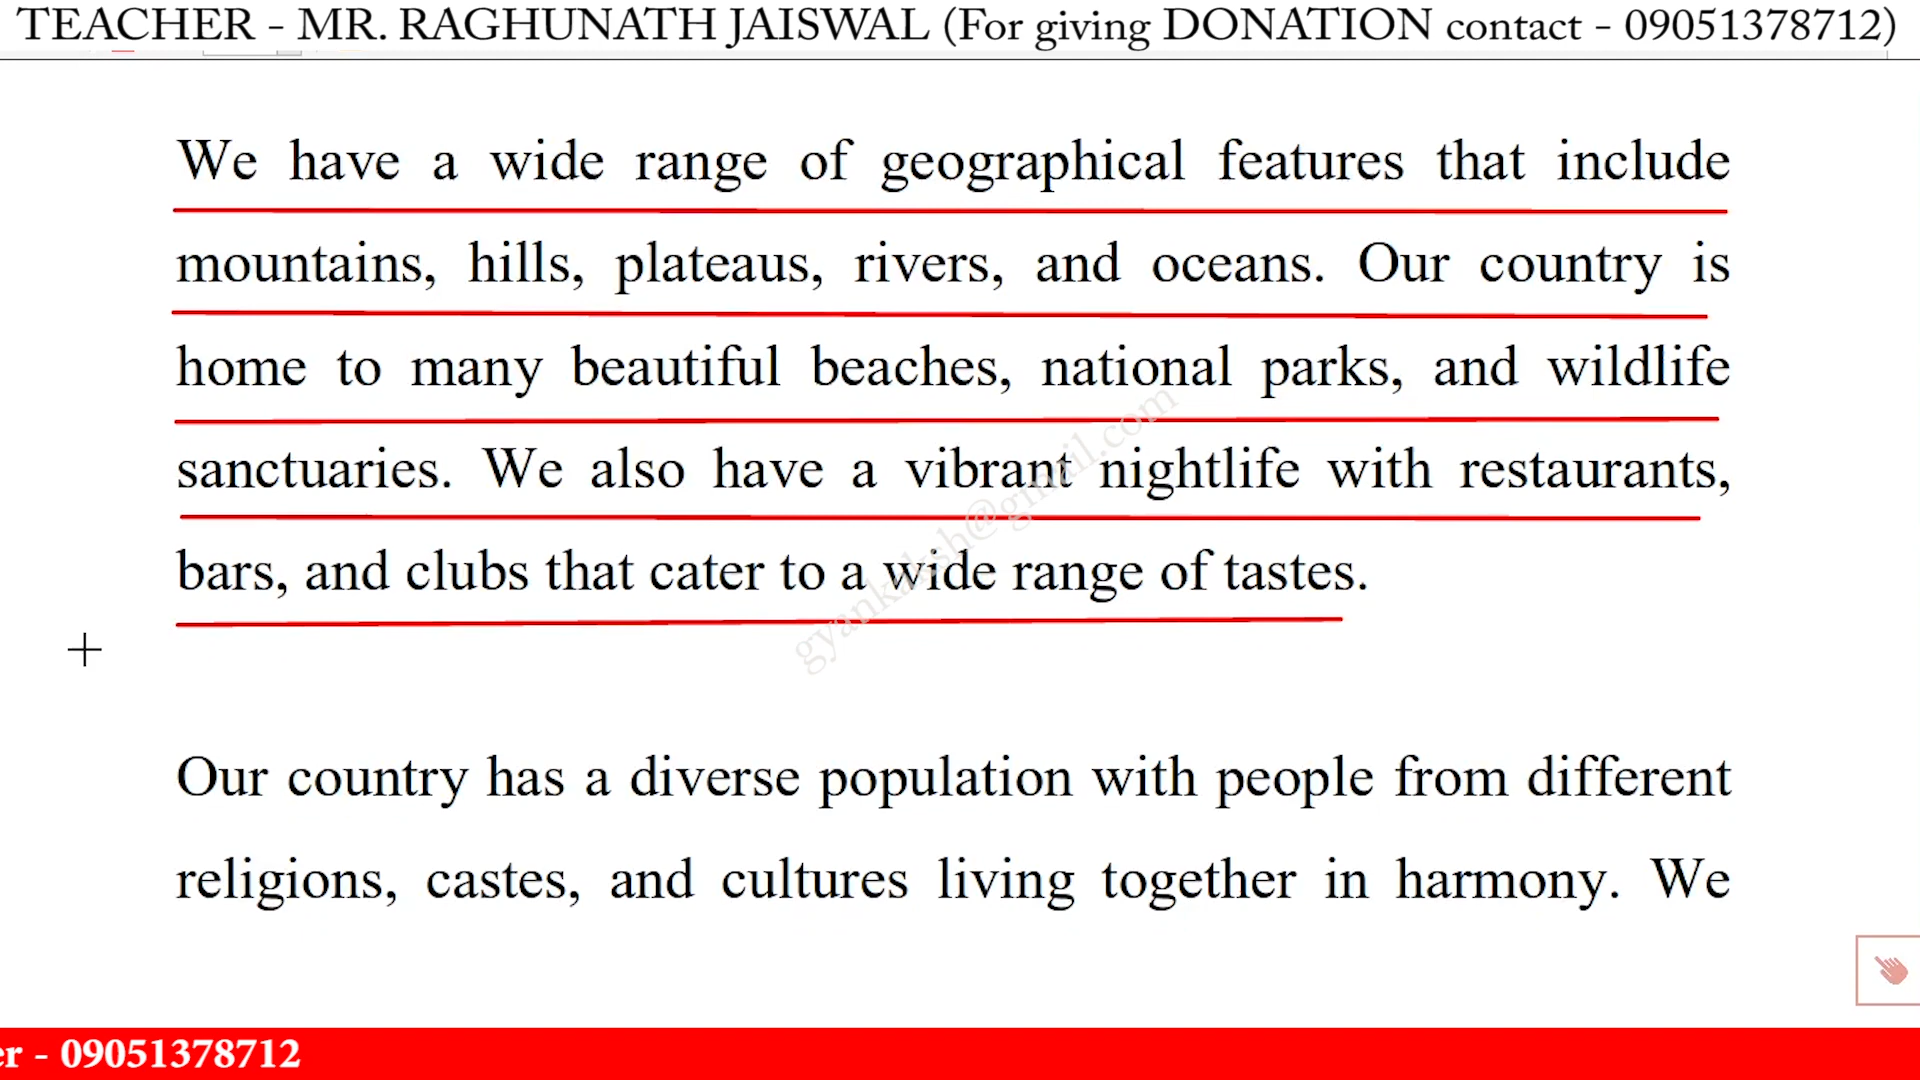 TEACHER - MR. RAGHUNATH JAISWAL (For giving DONATION contact - 09051378712)
We have a wide range of geographical features that include
mountains, hills, plateaus, rivers, and oceans. Our country is
home to many beautiful beaches, national parks, and wildlife
sanctuaries. We also have a vibrant nightlife with restaurants,
bars, and clubs that cater to a wide range of tastes.
gyankaksh@gmail.com
Our country has a diverse population with people from different
religions, castes, and cultures living together in harmony. We
er - 09051378712